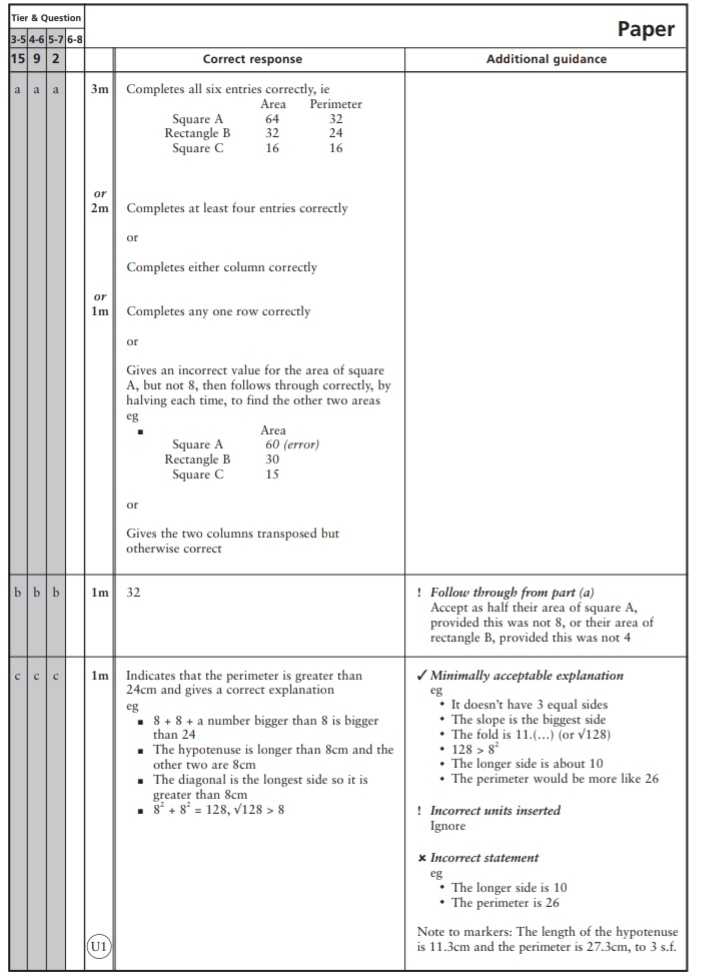 Tier & Question
Paper
3-5 4-6 5-7 6-8
15 9 2
Correct response
Additional guidance
a a a
3m
Completes all six entries correctly, ie
Area Perimeter
Square A 64 32
Rectangle B 32 24
Square C 16 16
or
2m Completes at least four entries correctly
or
Completes either column correctly
or
1m Completes any one row correctly
or
Gives an incorrect value for the area of square
A, but not 8, then follows through correctly, by
halving each time, to find the other two areas
eg
▪ Area
Square A 60 (error)
Rectangle B 30
Square C 15
or
Gives the two columns transposed but
otherwise correct
b b b
1m
32
! Follow through from part (a)
Accept as half their area of square A,
provided this was not 8, or their area of
rectangle B, provided this was not 4
c c c
1m
Indicates that the perimeter is greater than
24cm and gives a correct explanation
eg
▪ 8 + 8 + a number bigger than 8 is bigger
than 24
▪ The hypotenuse is longer than 8cm and the
other two are 8cm
▪ The diagonal is the longest side so it is
greater than 8cm
▪ 8² + 8² = 128, √128 > 8
✓ Minimally acceptable explanation
eg
• It doesn't have 3 equal sides
• The slope is the biggest side
• The fold is 11.(...) (or √128)
• 128 > 8²
• The longer side is about 10
• The perimeter would be more like 26
! Incorrect units inserted
Ignore
✗ Incorrect statement
eg
• The longer side is 10
• The perimeter is 26
Note to markers: The length of the hypotenuse
is 11.3cm and the perimeter is 27.3cm, to 3 s.f.
U1